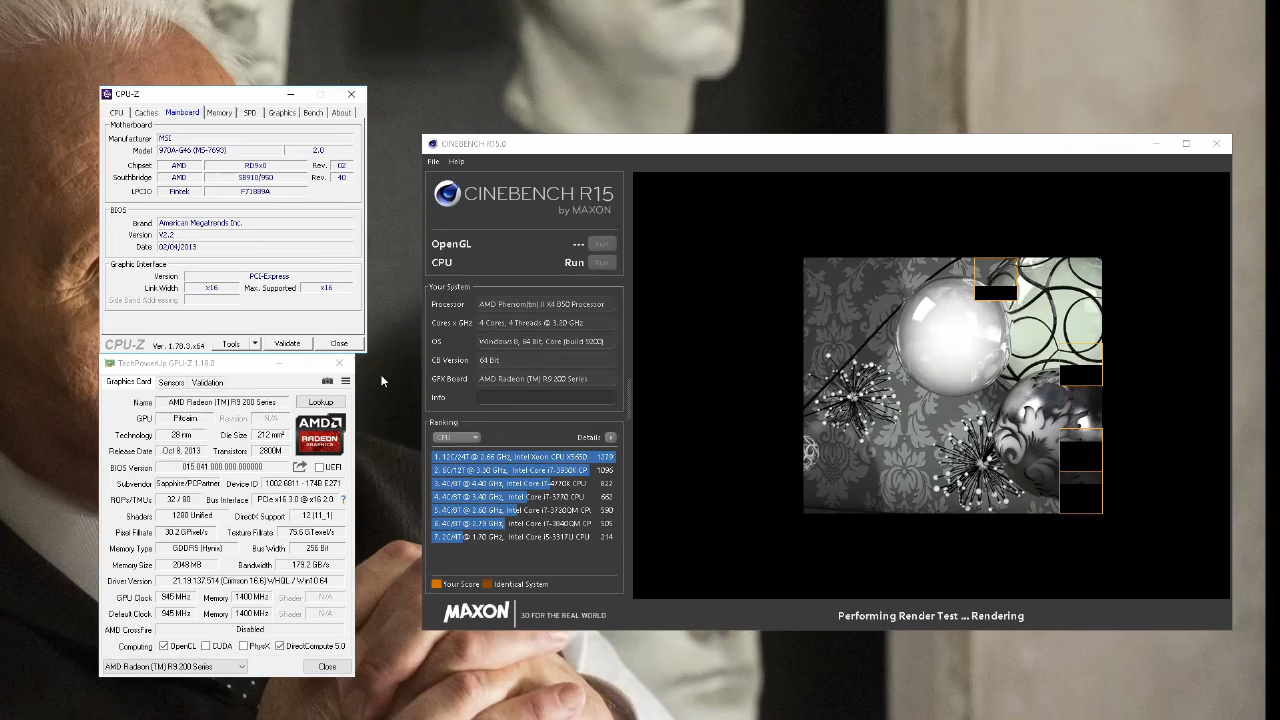 CPU-Z
CPU Caches Mainboard Memory SPD Graphics Bench About
Motherboard
Manufacturer MSI
Model 970A-G46 (MS-7693) 2.0
Chipset AMD RD9x0 Rev. 02
Southbridge AMD SB910/950 Rev. 40
LPCIO Fintek F71889A
BIOS
Brand American Megatrends Inc.
Version V2.2
Date 02/04/2013
Graphic Interface
Version PCI-Express
Link Width x16 Max. Supported x16
Side Band Addressing
CPU-Z Ver. 1.78.3.x64 Tools Validate Close
TechPowerUp GPU-Z 1.18.0
Graphics Card Sensors Validation
Name AMD Radeon (TM) R9 200 Series Lookup
GPU Pitcairn Revision N/A
Technology 28 nm Die Size 212 mm²
Release Date Oct 8, 2013 Transistors 2800M
BIOS Version 015.041.000.000.000000 UEFI
Subvendor Sapphire/PCPartner Device ID 1002 6811 - 174B E271
ROPs/TMUs 32 / 80 Bus Interface PCIe x16 3.0 @ x16 2.0 ?
Shaders 1280 Unified DirectX Support 12 (11_1)
Pixel Fillrate 30.2 GPixel/s Texture Fillrate 75.6 GTexel/s
Memory Type GDDR5 (Hynix) Bus Width 256 Bit
Memory Size 2048 MB Bandwidth 179.2 GB/s
Driver Version 21.19.137.514 (Crimson 16.6) WHQL / Win10 64
GPU Clock 945 MHz Memory 1400 MHz Shader N/A
Default Clock 945 MHz Memory 1400 MHz Shader N/A
AMD CrossFire Disabled
Computing OpenCL CUDA PhysX DirectCompute 5.0
AMD Radeon (TM) R9 200 Series Close
AMD
RADEON
GRAPHICS
CINEBENCH R15.0
File Help
CINEBENCH R15
by MAXON
OpenGL --- Run
CPU Run Run
Your System
Processor AMD Phenom(tm) II X4 B50 Processor
Cores x GHz 4 Cores, 4 Threads @ 3.20 GHz
OS Windows 8, 64 Bit, Core (build 9200)
CB Version 64 Bit
GFX Board AMD Radeon (TM) R9 200 Series
Info
Ranking
CPU Details
1. 12C/24T @ 2.66 GHz, Intel Xeon CPU X5650 1279
2. 6C/12T @ 3.30 GHz, Intel Core i7-3930K CP 1096
3. 4C/8T @ 4.40 GHz, Intel Core i7-4770K CPU 822
4. 4C/8T @ 3.40 GHz, Intel Core i7-3770 CPU 662
5. 4C/8T @ 2.60 GHz, Intel Core i7-3720QM CP 590
6. 4C/8T @ 2.79 GHz, Intel Core i7-3840QM CP 505
7. 2C/4T @ 1.70 GHz, Intel Core i5-3317U CPU 214
Your Score Identical System
MAXON 3D FOR THE REAL WORLD
Performing Render Test ... Rendering